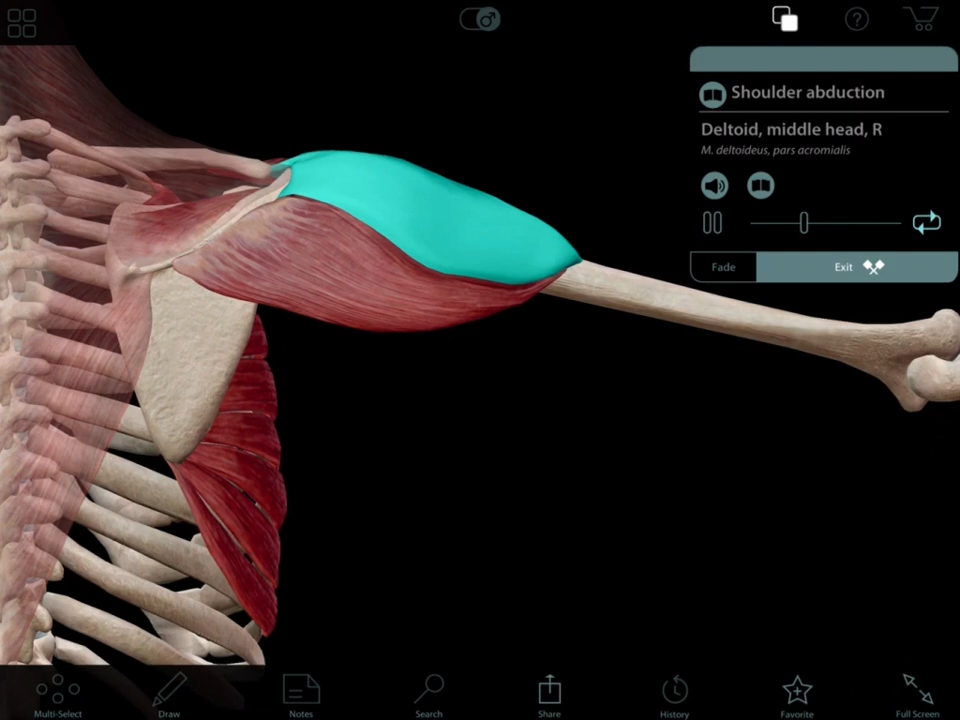 Shoulder abduction
Deltoid, middle head, R
M. deltoideus, pars acromialis
Fade
Exit
Multi-Select
Draw
Notes
Search
Share
History
Favorite
Full Screen